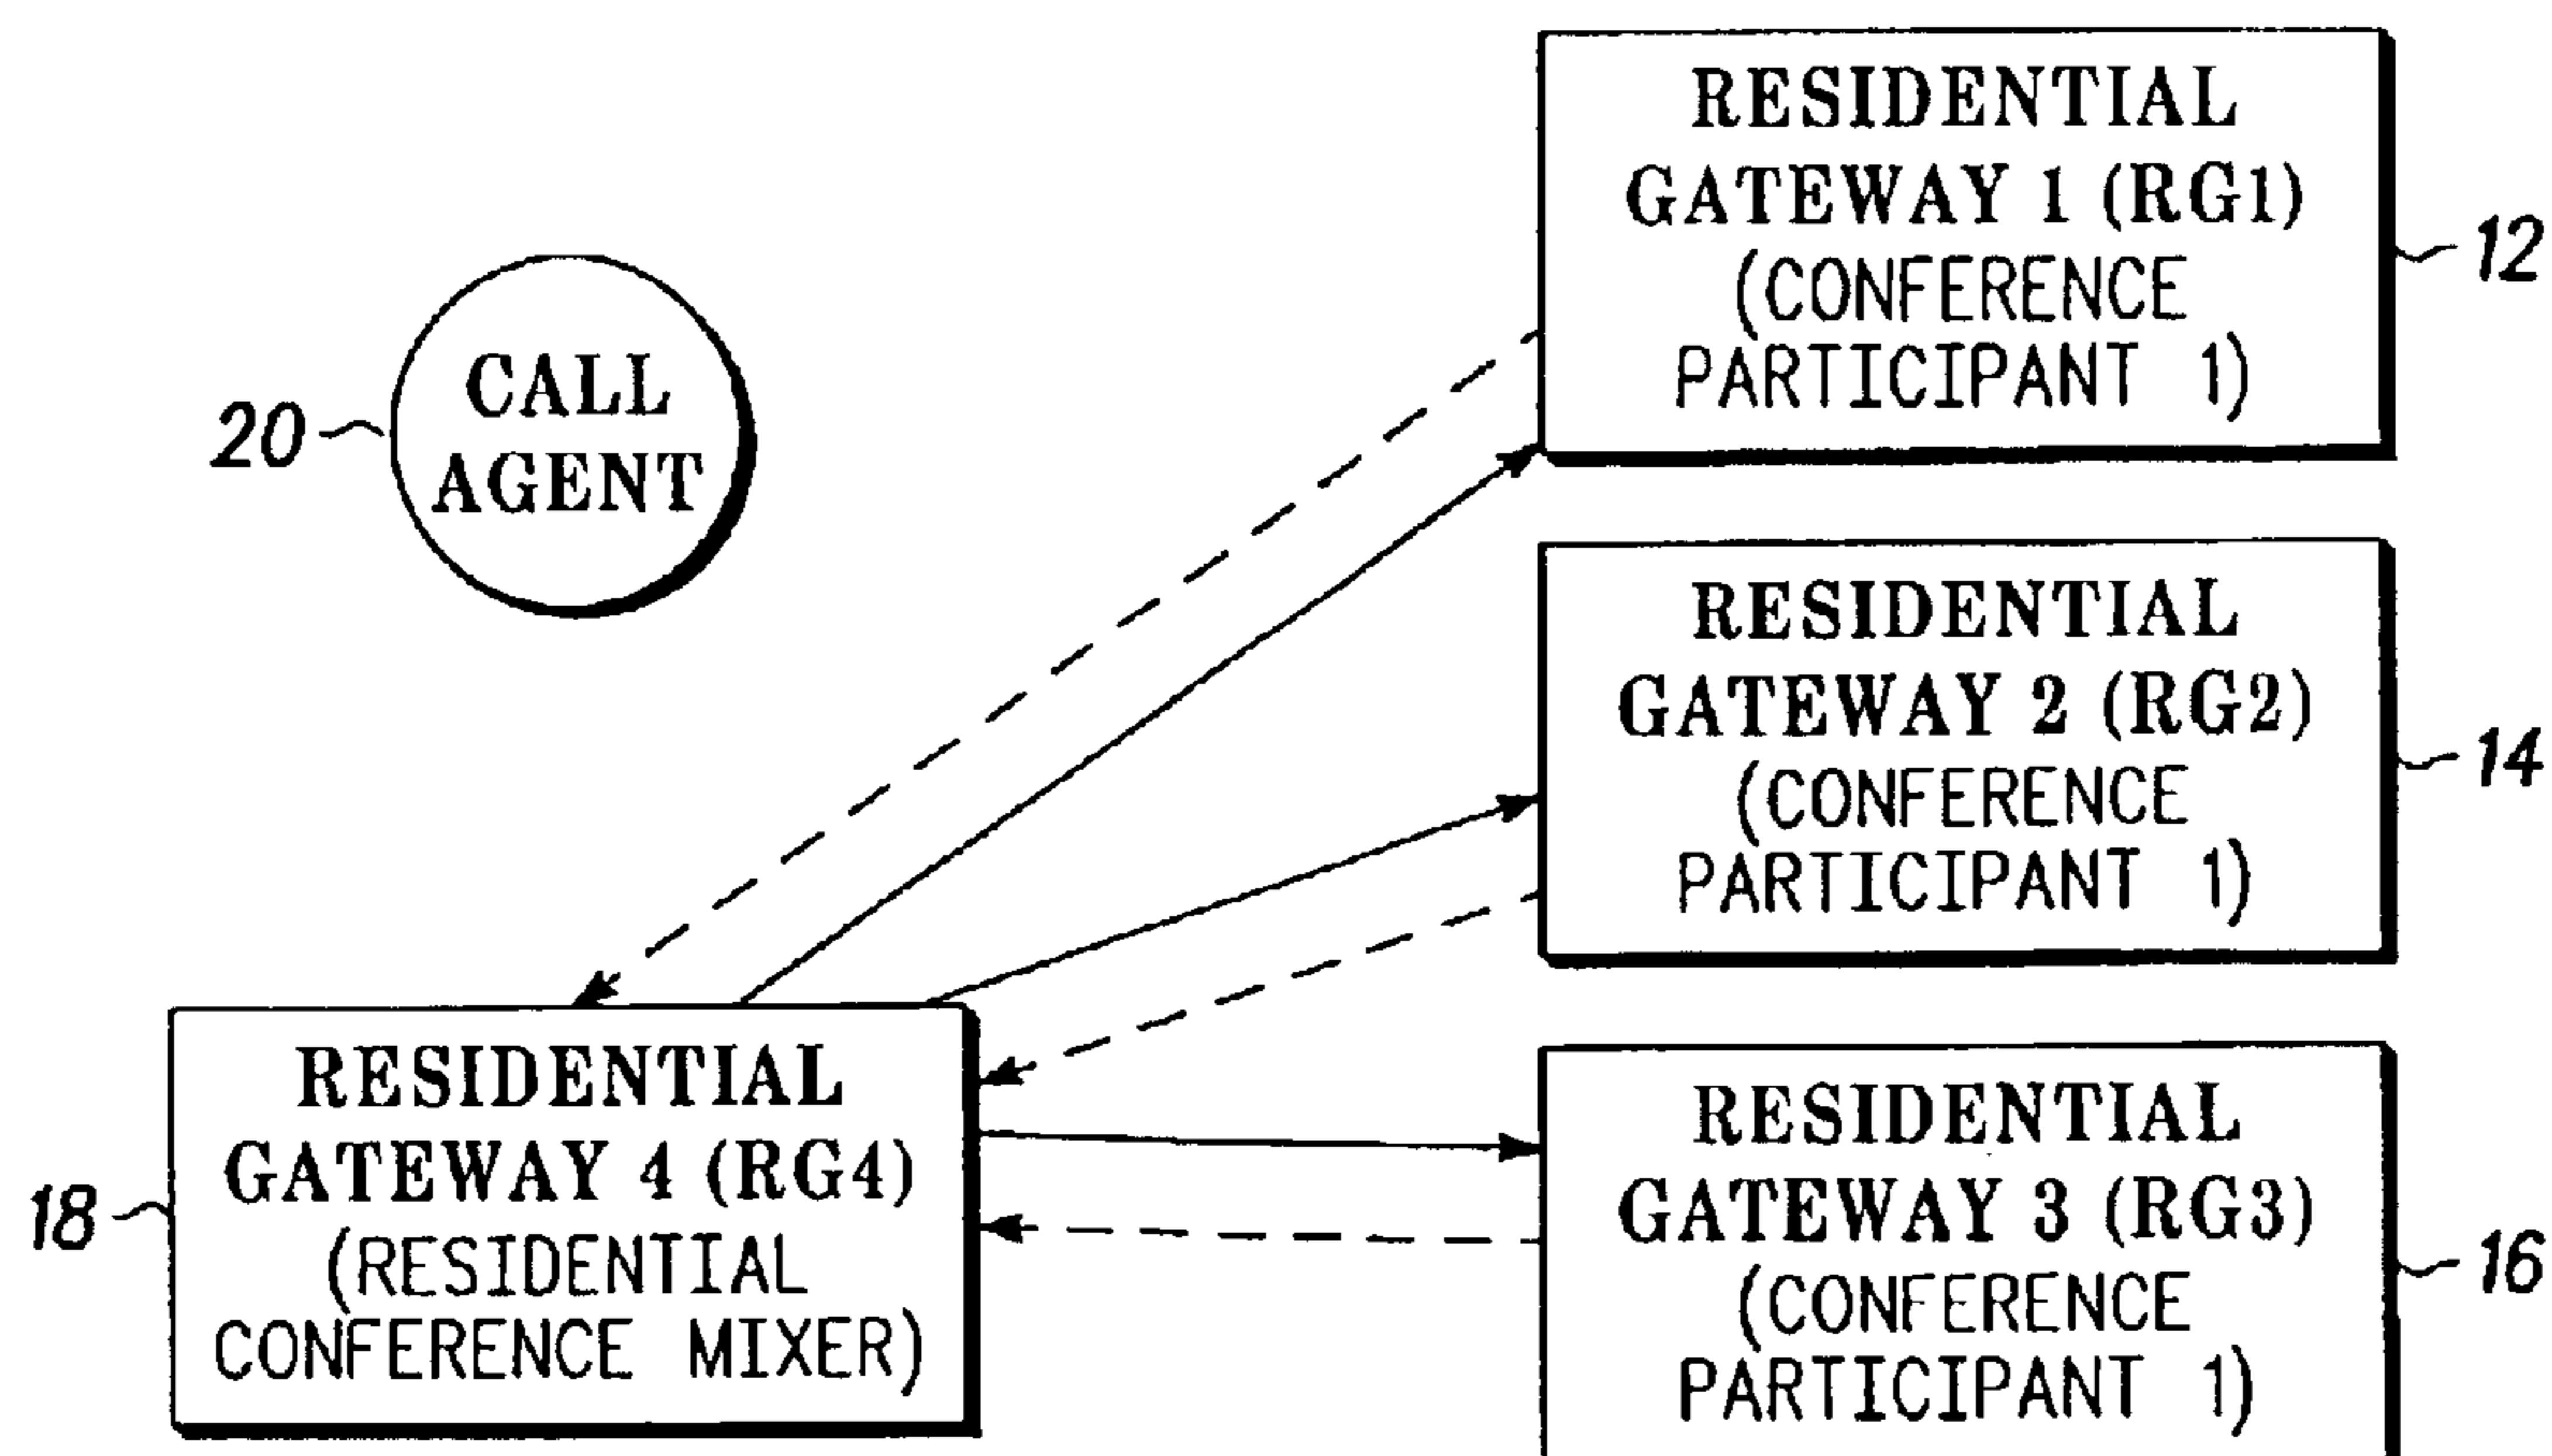 RESIDENTIAL
GATEWAY 1 (RG1)
(CONFERENCE
PARTICIPANT 1)
12
CALL
AGENT
20
RESIDENTIAL
GATEWAY 2 (RG2)
(CONFERENCE
PARTICIPANT 1)
14
RESIDENTIAL
GATEWAY 4 (RG4)
(RESIDENTIAL
CONFERENCE MIXER)
18
RESIDENTIAL
GATEWAY 3 (RG3)
(CONFERENCE
PARTICIPANT 1)
16